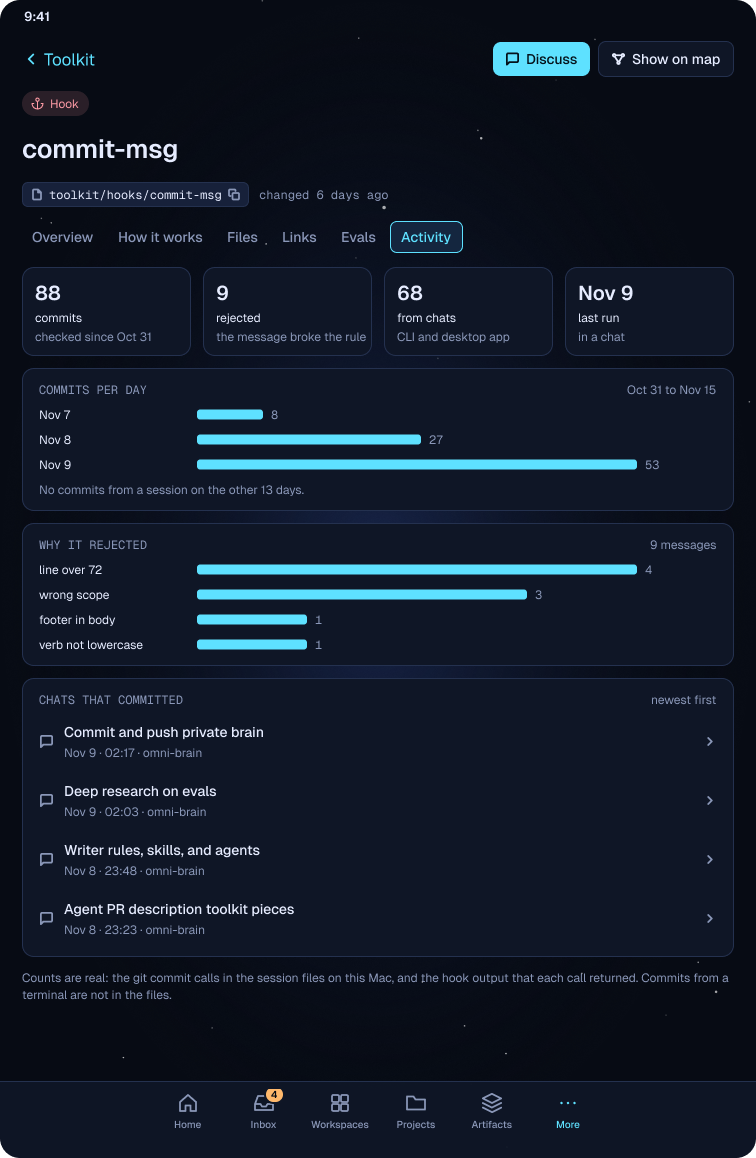 9:41
Toolkit
Discuss
Show on map
Hook
commit-msg
toolkit/hooks/commit-msg
changed 6 days ago
Overview
How it works
Files
Links
Evals
Activity
88
commits
checked since Oct 31
9
rejected
the message broke the rule
68
from chats
CLI and desktop app
Nov 9
last run
in a chat
COMMITS PER DAY
Oct 31 to Nov 15
Nov 7
8
Nov 8
27
Nov 9
53
No commits from a session on the other 13 days.
WHY IT REJECTED
9 messages
line over 72
4
wrong scope
3
footer in body
1
verb not lowercase
1
CHATS THAT COMMITTED
newest first
Commit and push private brain
Nov 9 · 02:17 · omni-brain
Deep research on evals
Nov 9 · 02:03 · omni-brain
Writer rules, skills, and agents
Nov 8 · 23:48 · omni-brain
Agent PR description toolkit pieces
Nov 8 · 23:23 · omni-brain
Counts are real: the git commit calls in the session files on this Mac, and the hook output that each call returned. Commits from a
terminal are not in the files.
4
Home
Inbox
Workspaces
Projects
Artifacts
More